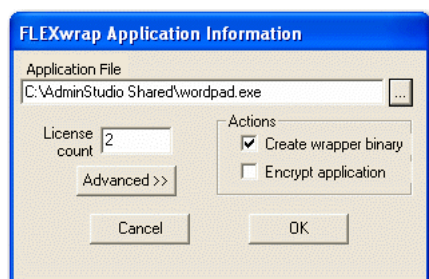 FLEXwrap Application Information
Application File
C:\AdminStudio Shared\wordpad.exe
...
License count 2
Actions
Create wrapper binary
Encrypt application
Advanced >>
Cancel
OK